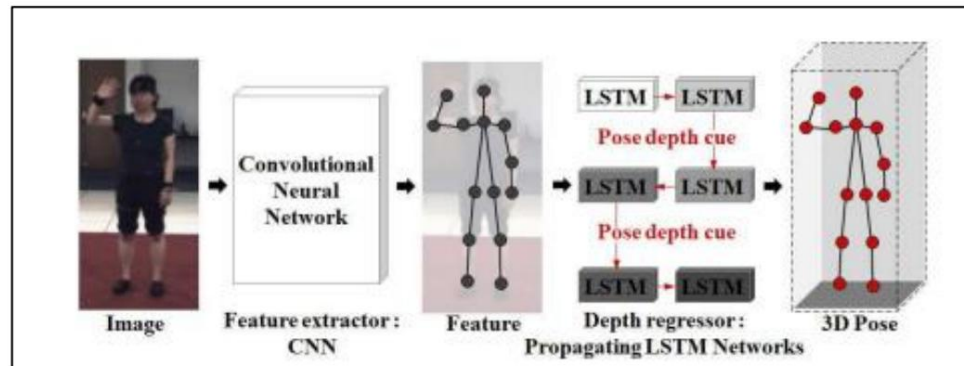 Convolutional
Neural
Network
LSTM LSTM
Pose depth cue
LSTM LSTM
Pose depth cue
LSTM LSTM
Image
Feature extractor :
CNN
Feature
Depth regressor :
Propagating LSTM Networks
3D Pose